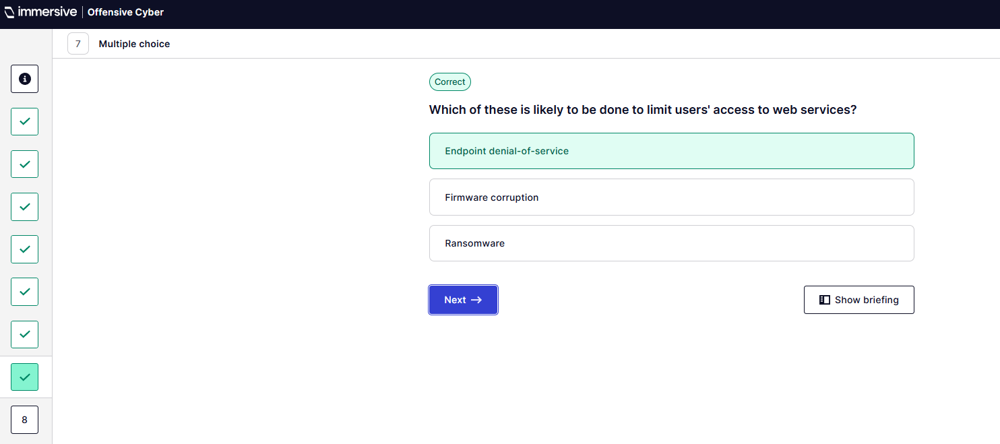 immersive | Offensive Cyber
7 Multiple choice
Correct
Which of these is likely to be done to limit users' access to web services?
Endpoint denial-of-service
Firmware corruption
Ransomware
Next →
Show briefing
8